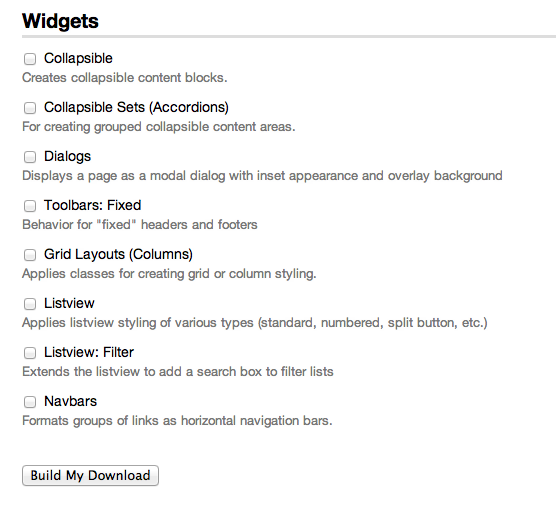 Widgets
Collapsible
Creates collapsible content blocks.
Collapsible Sets (Accordions)
For creating grouped collapsible content areas.
Dialogs
Displays a page as a modal dialog with inset appearance and overlay background
Toolbars: Fixed
Behavior for "fixed" headers and footers
Grid Layouts (Columns)
Applies classes for creating grid or column styling.
Listview
Applies listview styling of various types (standard, numbered, split button, etc.)
Listview: Filter
Extends the listview to add a search box to filter lists
Navbars
Formats groups of links as horizontal navigation bars.
Build My Download